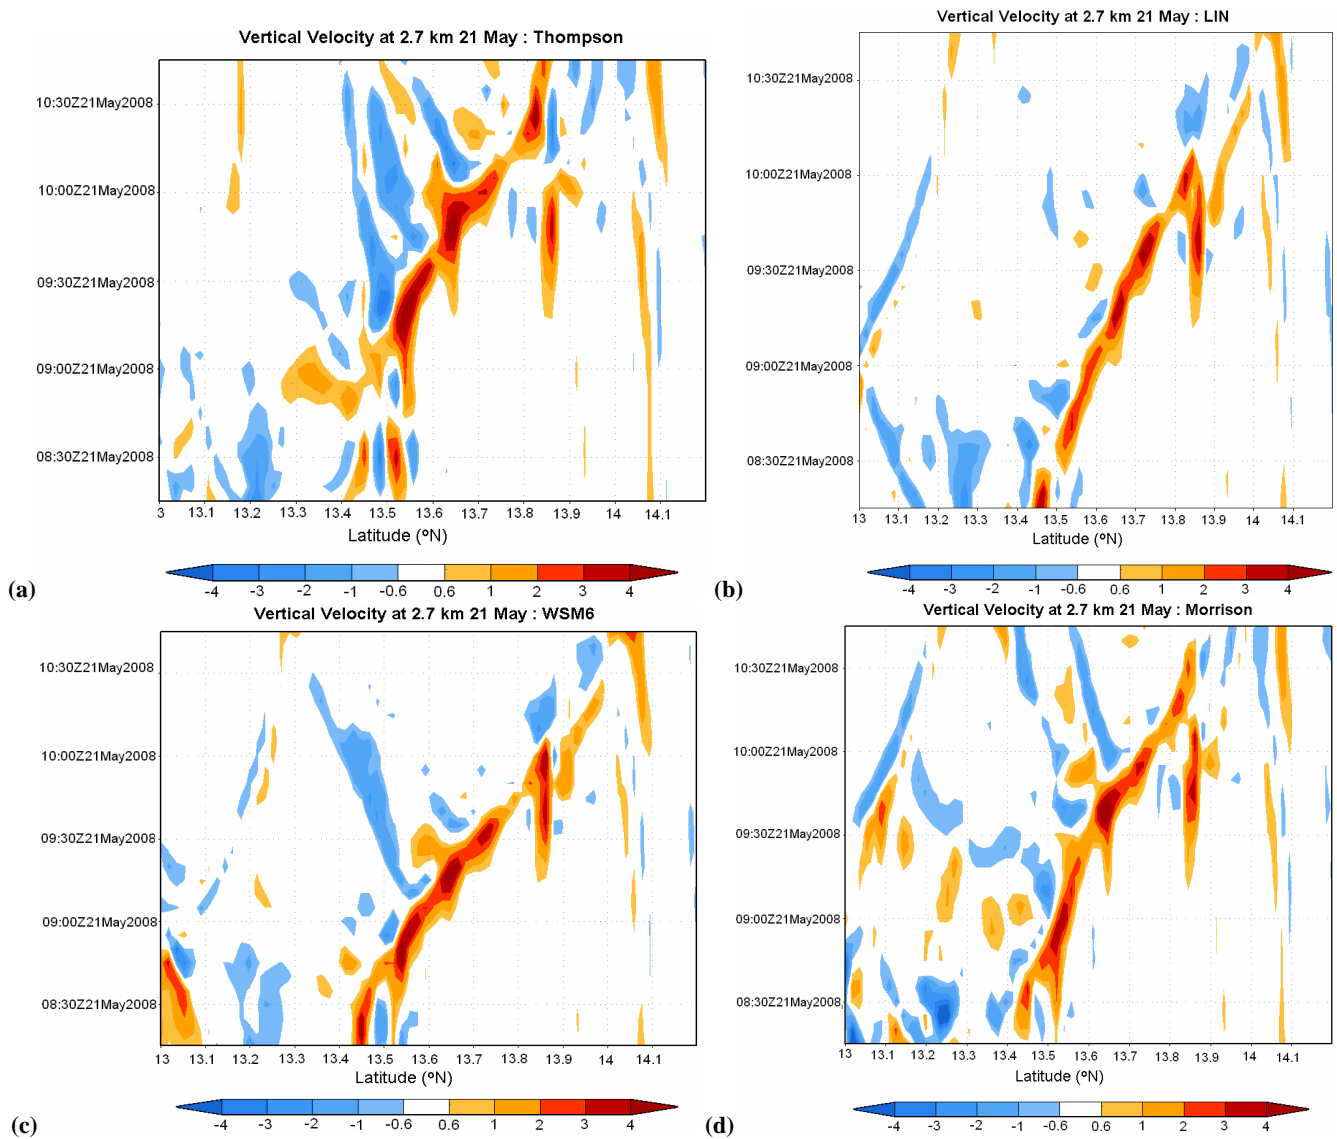 Vertical Velocity at 2.7 km 21 May : Thompson
10:30Z21May2008
10:00Z21May2008
09:30Z21May2008
09:00Z21May2008
08:30Z21May2008
3 13.1 13.2 13.3 13.4 13.5 13.6 13.7 13.8 13.9 14 14.1
Latitude (°N)
(a)
-4 -3 -2 -1 -0.6 0.6 1 2 3 4
Vertical Velocity at 2.7 km 21 May : LIN
10:30Z21May2008
10:00Z21May2008
09:30Z21May2008
09:00Z21May2008
08:30Z21May2008
13 13.1 13.2 13.3 13.4 13.5 13.6 13.7 13.8 13.9 14 14.1
Latitude (°N)
(b)
-4 -3 -2 -1 -0.6 0.6 1 2 3 4
Vertical Velocity at 2.7 km 21 May : WSM6
10:30Z21May2008
10:00Z21May2008
09:30Z21May2008
09:00Z21May2008
08:30Z21May2008
13 13.1 13.2 13.3 13.4 13.5 13.6 13.7 13.8 13.9 14 14.1
Latitude (°N)
(c)
-4 -3 -2 -1 -0.6 0.6 1 2 3 4
Vertical Velocity at 2.7 km 21 May : Morrison
10:30Z21May2008
10:00Z21May2008
09:30Z21May2008
09:00Z21May2008
08:30Z21May2008
13 13.1 13.2 13.3 13.4 13.5 13.6 13.7 13.8 13.9 14 14.1
Latitude (°N)
(d)
-4 -3 -2 -1 -0.6 0.6 1 2 3 4